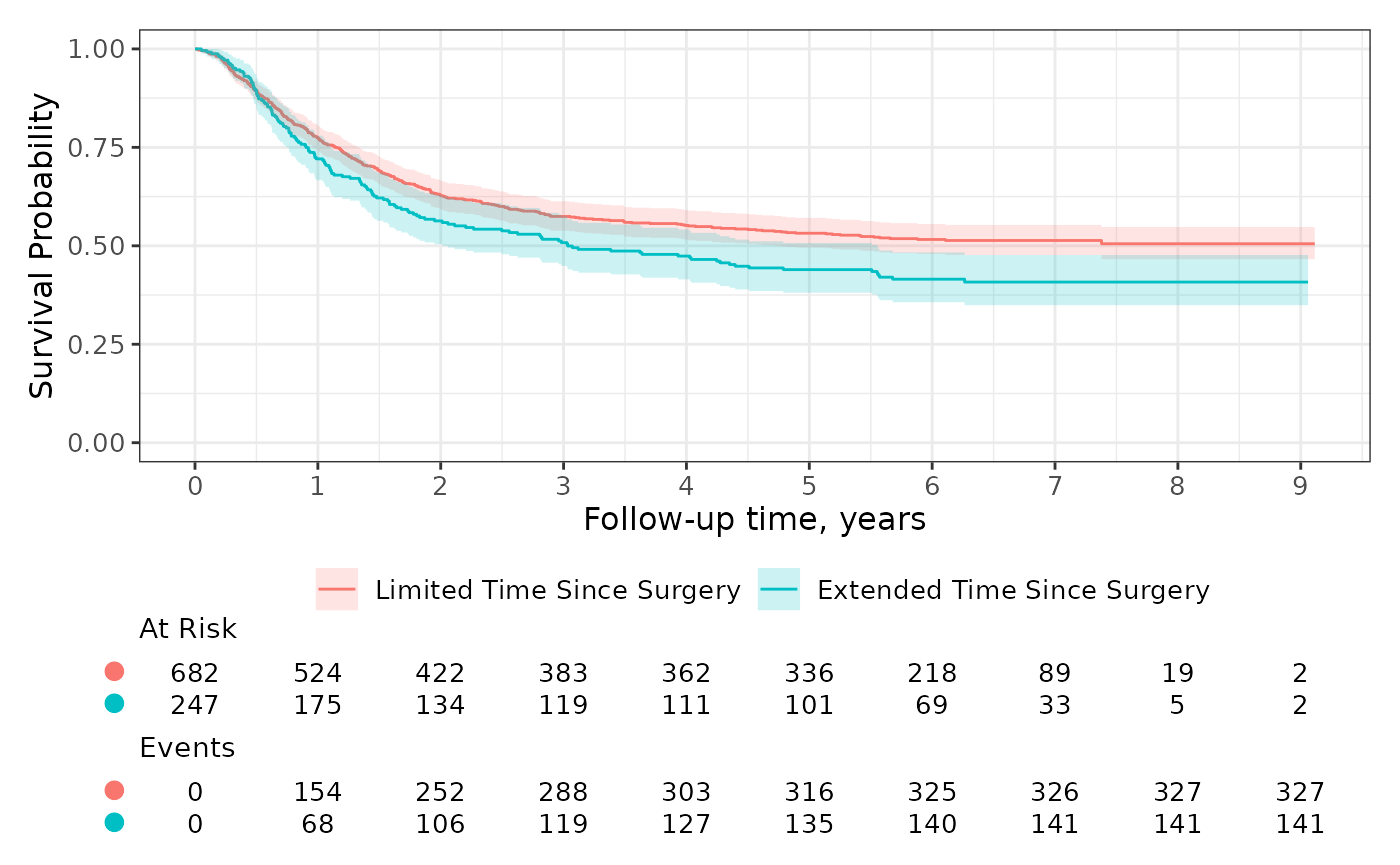 1.00
0.75
0.50
0.25
0.00
Survival Probability
0 1 2 3 4 5 6 7 8 9
Follow-up time, years
Limited Time Since Surgery Extended Time Since Surgery
At Risk
682 524 422 383 362 336 218 89 19 2
247 175 134 119 111 101 69 33 5 2
Events
0 154 252 288 303 316 325 326 327 327
0 68 106 119 127 135 140 141 141 141